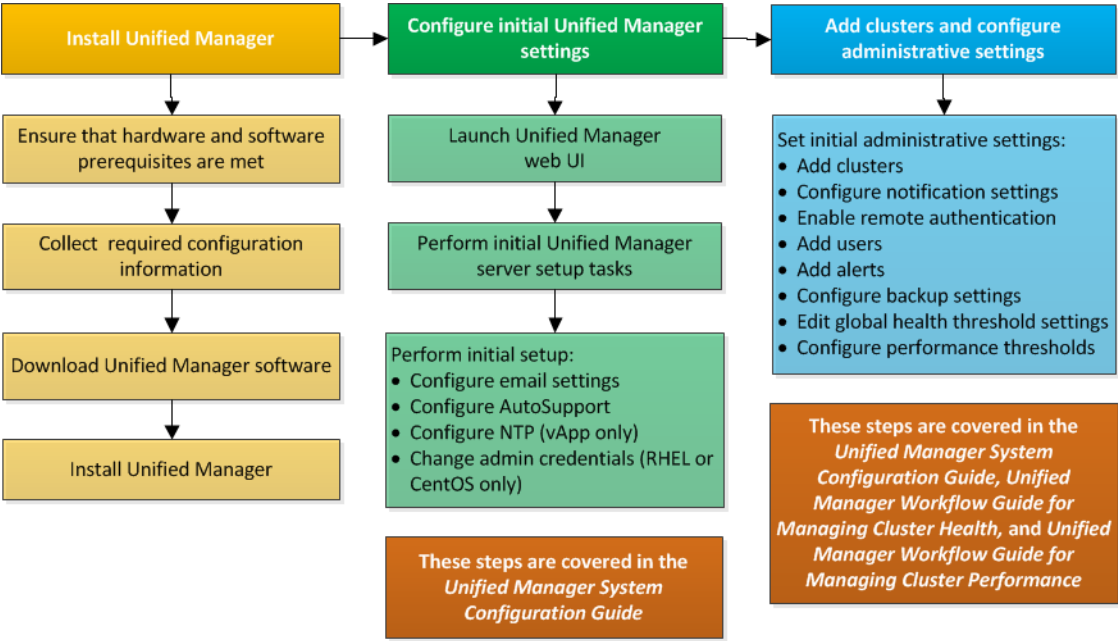 Install Unified Manager
Ensure that hardware and software
prerequisites are met
Collect required configuration
information
Download Unified Manager software
Install Unified Manager
Configure initial Unified Manager
settings
Launch Unified Manager
web UI
Perform initial Unified Manager
server setup tasks
Perform initial setup:
• Configure email settings
• Configure AutoSupport
• Configure NTP (vApp only)
• Change admin credentials (RHEL or
CentOS only)
These steps are covered in the
Unified Manager System
Configuration Guide
Add clusters and configure
administrative settings
Set initial administrative settings:
• Add clusters
• Configure notification settings
• Enable remote authentication
• Add users
• Add alerts
• Configure backup settings
• Edit global health threshold settings
• Configure performance thresholds
These steps are covered in the
Unified Manager System
Configuration Guide, Unified
Manager Workflow Guide for
Managing Cluster Health, and Unified
Manager Workflow Guide for
Managing Cluster Performance